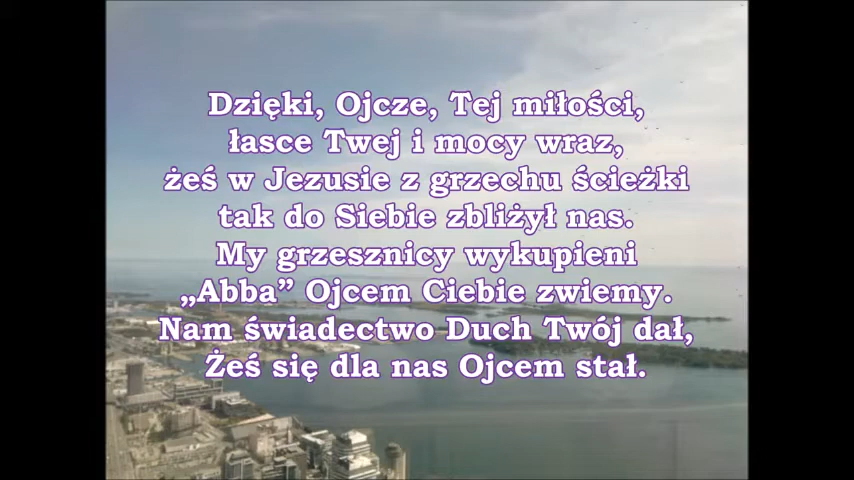 Dzięki, Ojcze, Tej miłości,
łasce Twej i mocy wraz,
żeś w Jezusie z grzechu ścieżki
tak do Siebie zbliżył nas.
My grzesznicy wykupieni
„Abba” Ojcem Ciebie zwiemy.
Nam świadectwo Duch Twój dał,
Żeś się dla nas Ojcem stał.